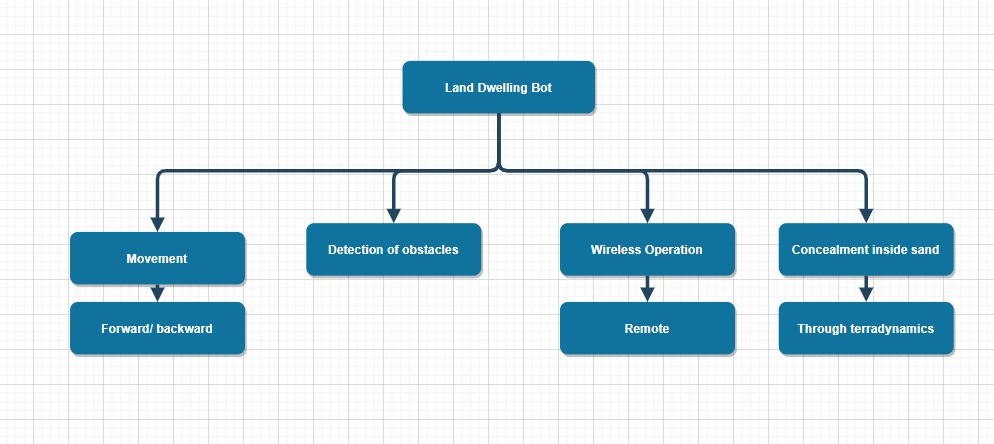 Land Dwelling Bot
Movement
Detection of obstacles
Wireless Operation
Concealment inside sand
Forward/ backward
Remote
Through terradynamics